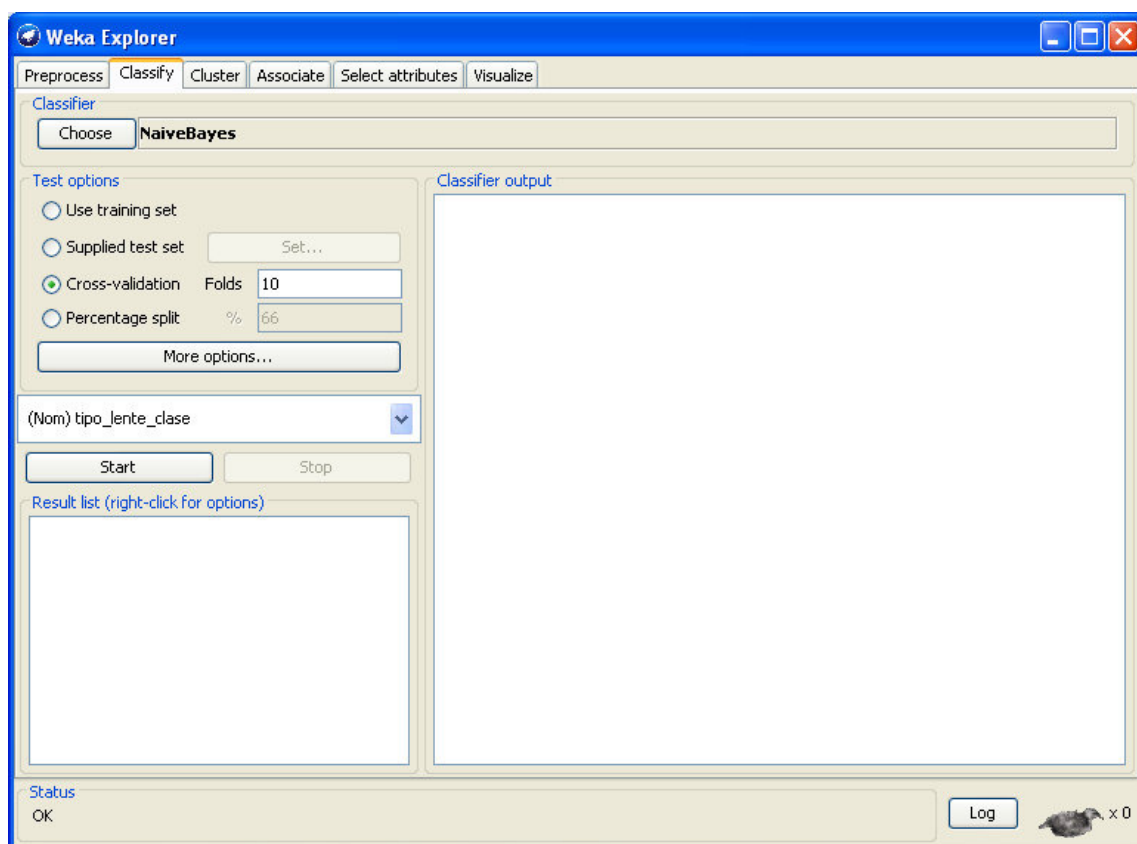 Weka Explorer
Preprocess Classify Cluster Associate Select attributes Visualize
Classifier
Choose NaiveBayes
Test options
Use training set
Supplied test set Set...
Cross-validation Folds 10
Percentage split % 66
More options...
(Nom) tipo_lente_clase
Start Stop
Result list (right-click for options)
Classifier output
Status
OK
Log x 0